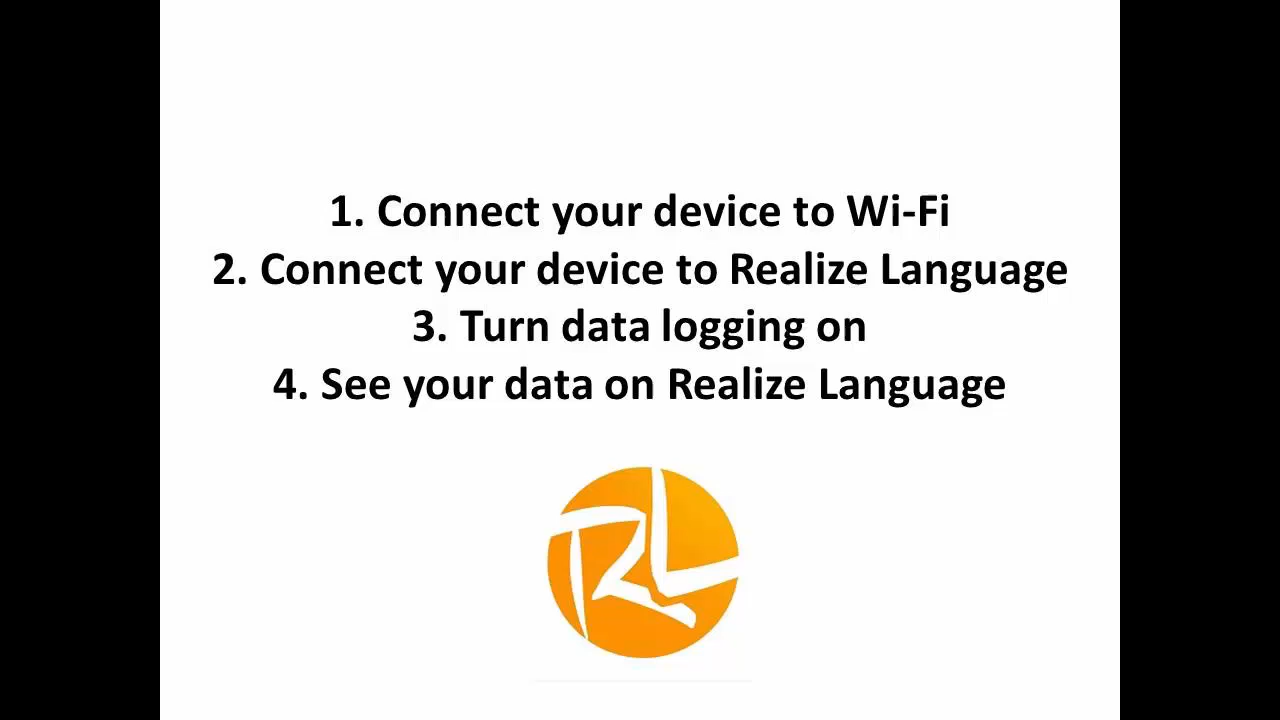 1. Connect your device to Wi-Fi
2. Connect your device to Realize Language
3. Turn data logging on
4. See your data on Realize Language
RL